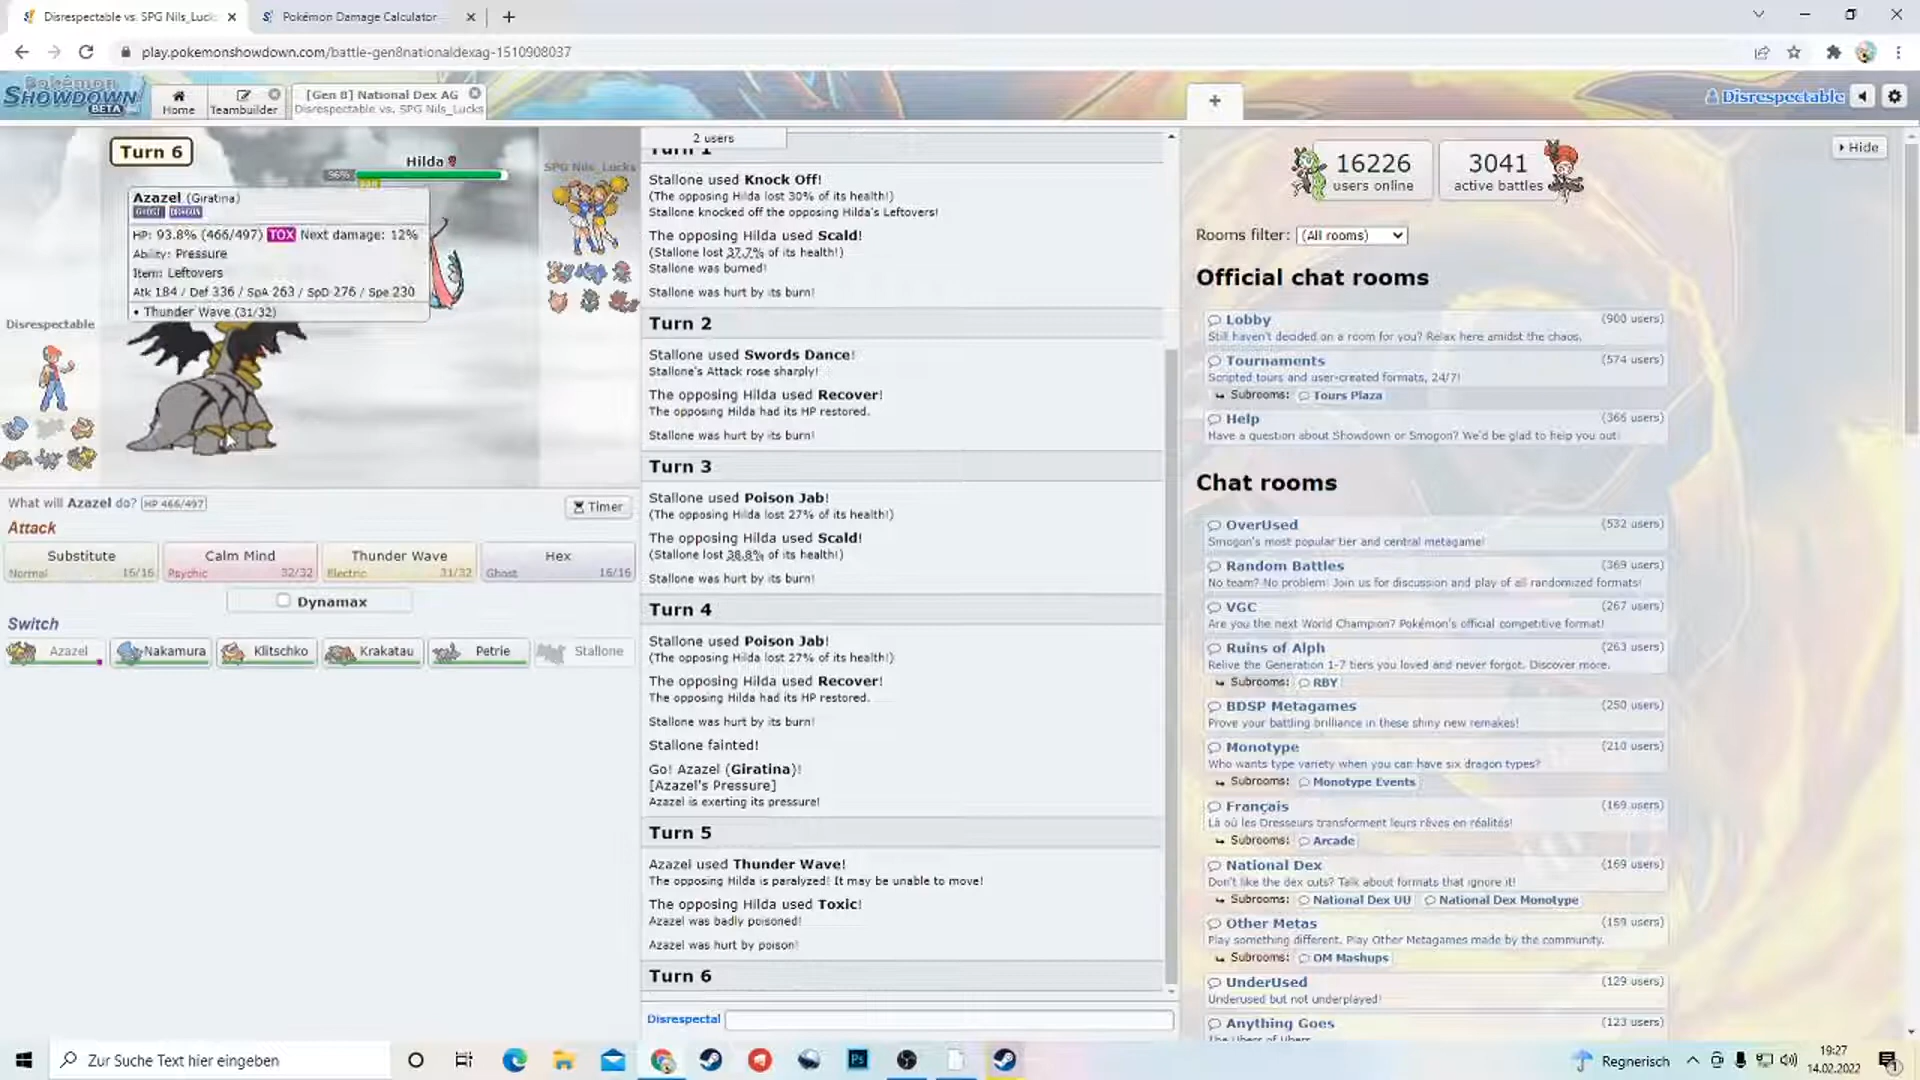 Disrespectable vs. SPG Nils_Luck
Pokémon Damage Calculator
play.pokemonshowdown.com/battle-gen8nationaldexag-1510908037
Pokémon
SHOWDOWN
BETA
Home
Teambuilder
[Gen 8] National Dex AG
Disrespectable vs. SPG Nils_Lucks
Disrespectable
Turn 6
Hilda
96%
PAR
SPG Nils_Lucks
Azazel (Giratina)
GHOST DRAGON
HP: 93.8% (466/497) TOX Next damage: 12%
Ability: Pressure
Item: Leftovers
Atk 184 / Def 336 / SpA 263 / SpD 276 / Spe 230
• Thunder Wave (31/32)
Disrespectable
What will Azazel do? HP 466/497
Timer
Attack
Substitute
Normal 16/16
Calm Mind
Psychic 32/32
Thunder Wave
Electric 31/32
Hex
Ghost 16/16
Dynamax
Switch
Azazel
Nakamura
Klitschko
Krakatau
Petrie
Stallone
2 users
Turn 1
Stallone used Knock Off!
(The opposing Hilda lost 30% of its health!)
Stallone knocked off the opposing Hilda's Leftovers!
The opposing Hilda used Scald!
(Stallone lost 37.7% of its health!)
Stallone was burned!
Stallone was hurt by its burn!
Turn 2
Stallone used Swords Dance!
Stallone's Attack rose sharply!
The opposing Hilda used Recover!
The opposing Hilda had its HP restored.
Stallone was hurt by its burn!
Turn 3
Stallone used Poison Jab!
(The opposing Hilda lost 27% of its health!)
The opposing Hilda used Scald!
(Stallone lost 38.8% of its health!)
Stallone was hurt by its burn!
Turn 4
Stallone used Poison Jab!
(The opposing Hilda lost 27% of its health!)
The opposing Hilda used Recover!
The opposing Hilda had its HP restored.
Stallone was hurt by its burn!
Stallone fainted!
Go! Azazel (Giratina)!
[Azazel's Pressure]
Azazel is exerting its pressure!
Turn 5
Azazel used Thunder Wave!
The opposing Hilda is paralyzed! It may be unable to move!
The opposing Hilda used Toxic!
Azazel was badly poisoned!
Azazel was hurt by poison!
Turn 6
Disrespectal
16226
users online
3041
active battles
Hide
Rooms filter: (All rooms)
Official chat rooms
Lobby (900 users)
Still haven't decided on a room for you? Relax here amidst the chaos.
Tournaments (574 users)
Scripted tours and user-created formats, 24/7!
Subrooms: Tours Plaza
Help (366 users)
Have a question about Showdown or Smogon? We'd be glad to help you out!
Chat rooms
OverUsed (532 users)
Smogon's most popular tier and central metagame!
Random Battles (369 users)
No team? No problem! Join us for discussion and play of all randomized formats!
VGC (267 users)
Are you the next World Champion? Pokémon's official competitive format!
Ruins of Alph (263 users)
Relive the Generation 1-7 tiers you loved and never forgot. Discover more.
Subrooms: RBY
BDSP Metagames (250 users)
Prove your battling brilliance in these shiny new remakes!
Monotype (210 users)
Who wants type variety when you can have six dragon types?
Subrooms: Monotype Events
Français (169 users)
Là où les Dresseurs transforment leurs rêves en réalités!
Subrooms: Arcade
National Dex (169 users)
Don't like the dex cuts? Talk about formats that ignore it!
Subrooms: National Dex UU National Dex Monotype
Other Metas (159 users)
Play something different. Play Other Metagames made by the community.
Subrooms: OM Mashups
UnderUsed (129 users)
Underused but not underplayed!
Anything Goes (123 users)
The Ubers of Ubers
Zur Suche Text hier eingeben
Ps
Regnerisch
19:27
14.02.2022